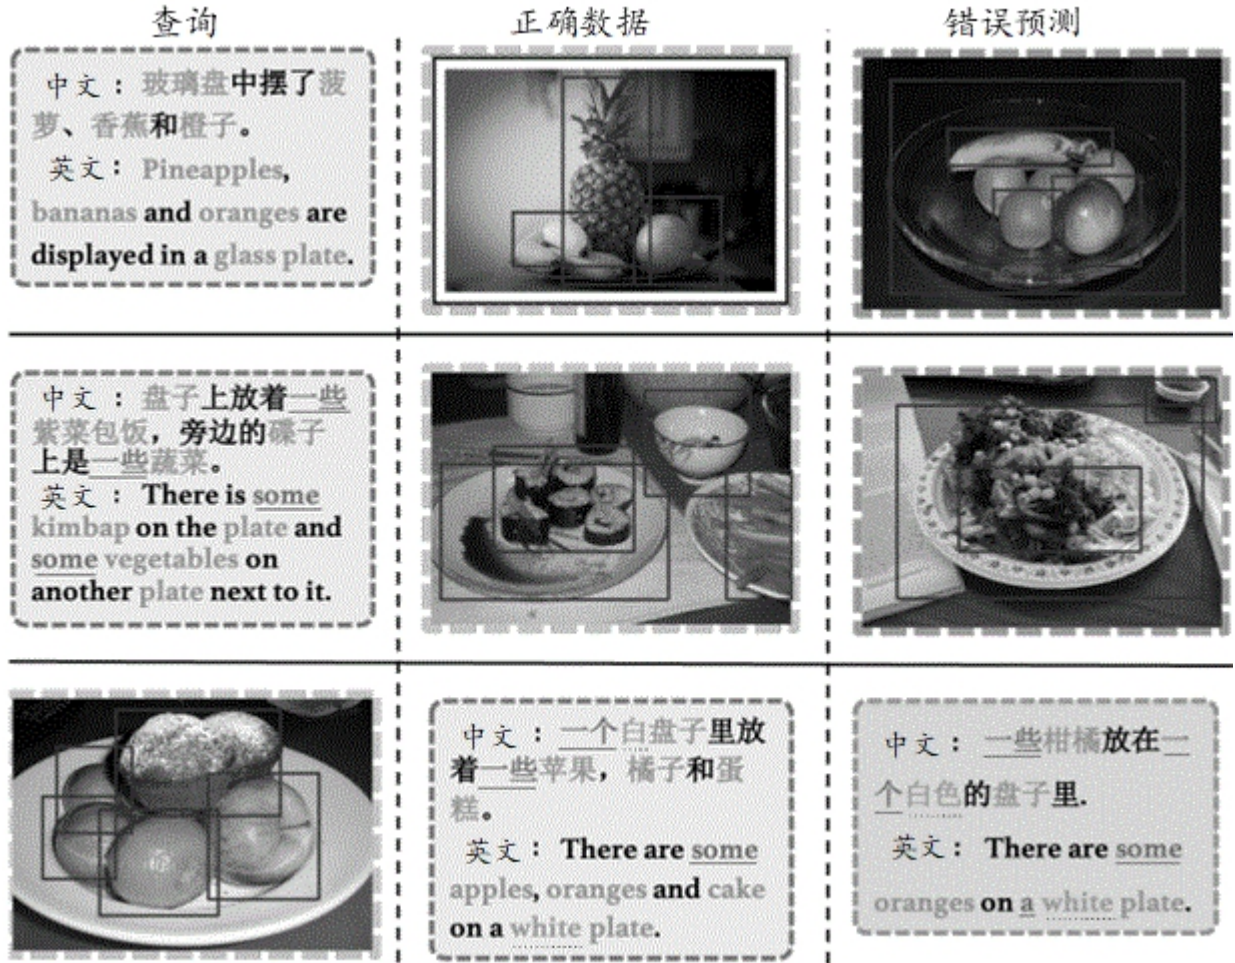 查询
正确数据
错误预测
中文：玻璃盘中摆了菠
萝、香蕉和橙子。
英文：Pineapples,
bananas and oranges are
displayed in a glass plate.
中文：盘子上放着一些
紫菜包饭，旁边的碟子
上是一些蔬菜。
英文：There is some
kimbap on the plate and
some vegetables on
another plate next to it.
中文：一个白盘子里放
着一些苹果，橘子和蛋
糕。
英文：There are some
apples, oranges and cake
on a white plate.
中文：一些柑橘放在一
个白色的盘子里.
英文：There are some
oranges on a white plate.